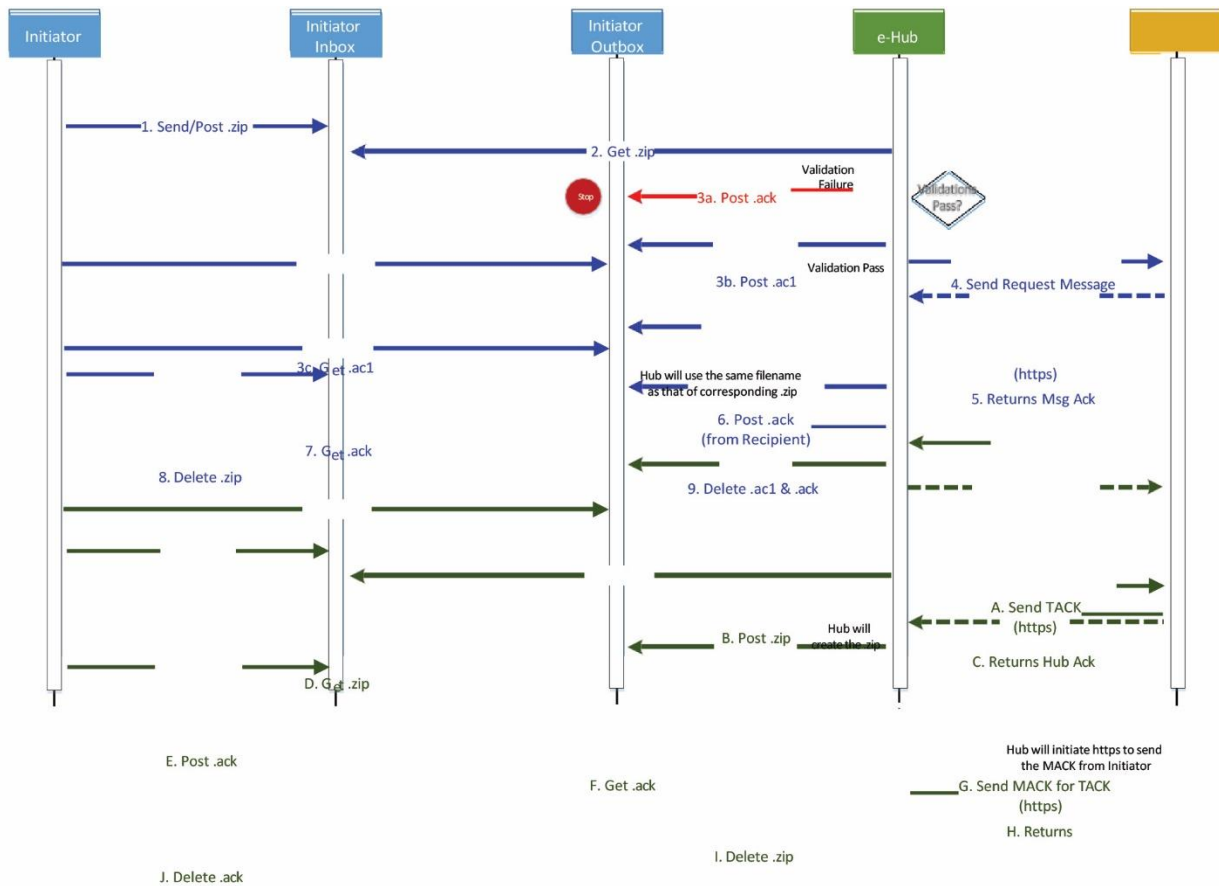 Initiator
Initiator
Inbox
Initiator
Outbox
e-Hub
1. Send/Post .zip
2. Get .zip
Validation
Failure
Stop
3a. Post .ack
Validations
Pass?
Validation Pass
3b. Post .ac1
4. Send Request Message
3c. Get .ac1
Hub will use the same filename
as that of corresponding .zip
(https)
5. Returns Msg Ack
6. Post .ack
(from Recipient)
7. Get .ack
8. Delete .zip
9. Delete .ac1 & .ack
A. Send TACK
(https)
B. Post .zip
Hub will
create the .zip
C. Returns Hub Ack
D. Get .zip
Hub will initiate https to send
the MACK from Initiator
E. Post .ack
F. Get .ack
G. Send MACK for TACK
(https)
H. Returns
I. Delete .zip
J. Delete .ack